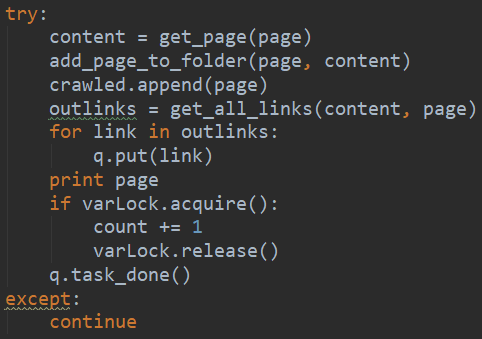 try:
    content = get_page(page)
    add_page_to_folder(page, content)
    crawled.append(page)
    outlinks = get_all_links(content, page)
    for link in outlinks:
        q.put(link)
    print page
    if varLock.acquire():
        count += 1
        varLock.release()
    q.task_done()
except:
    continue